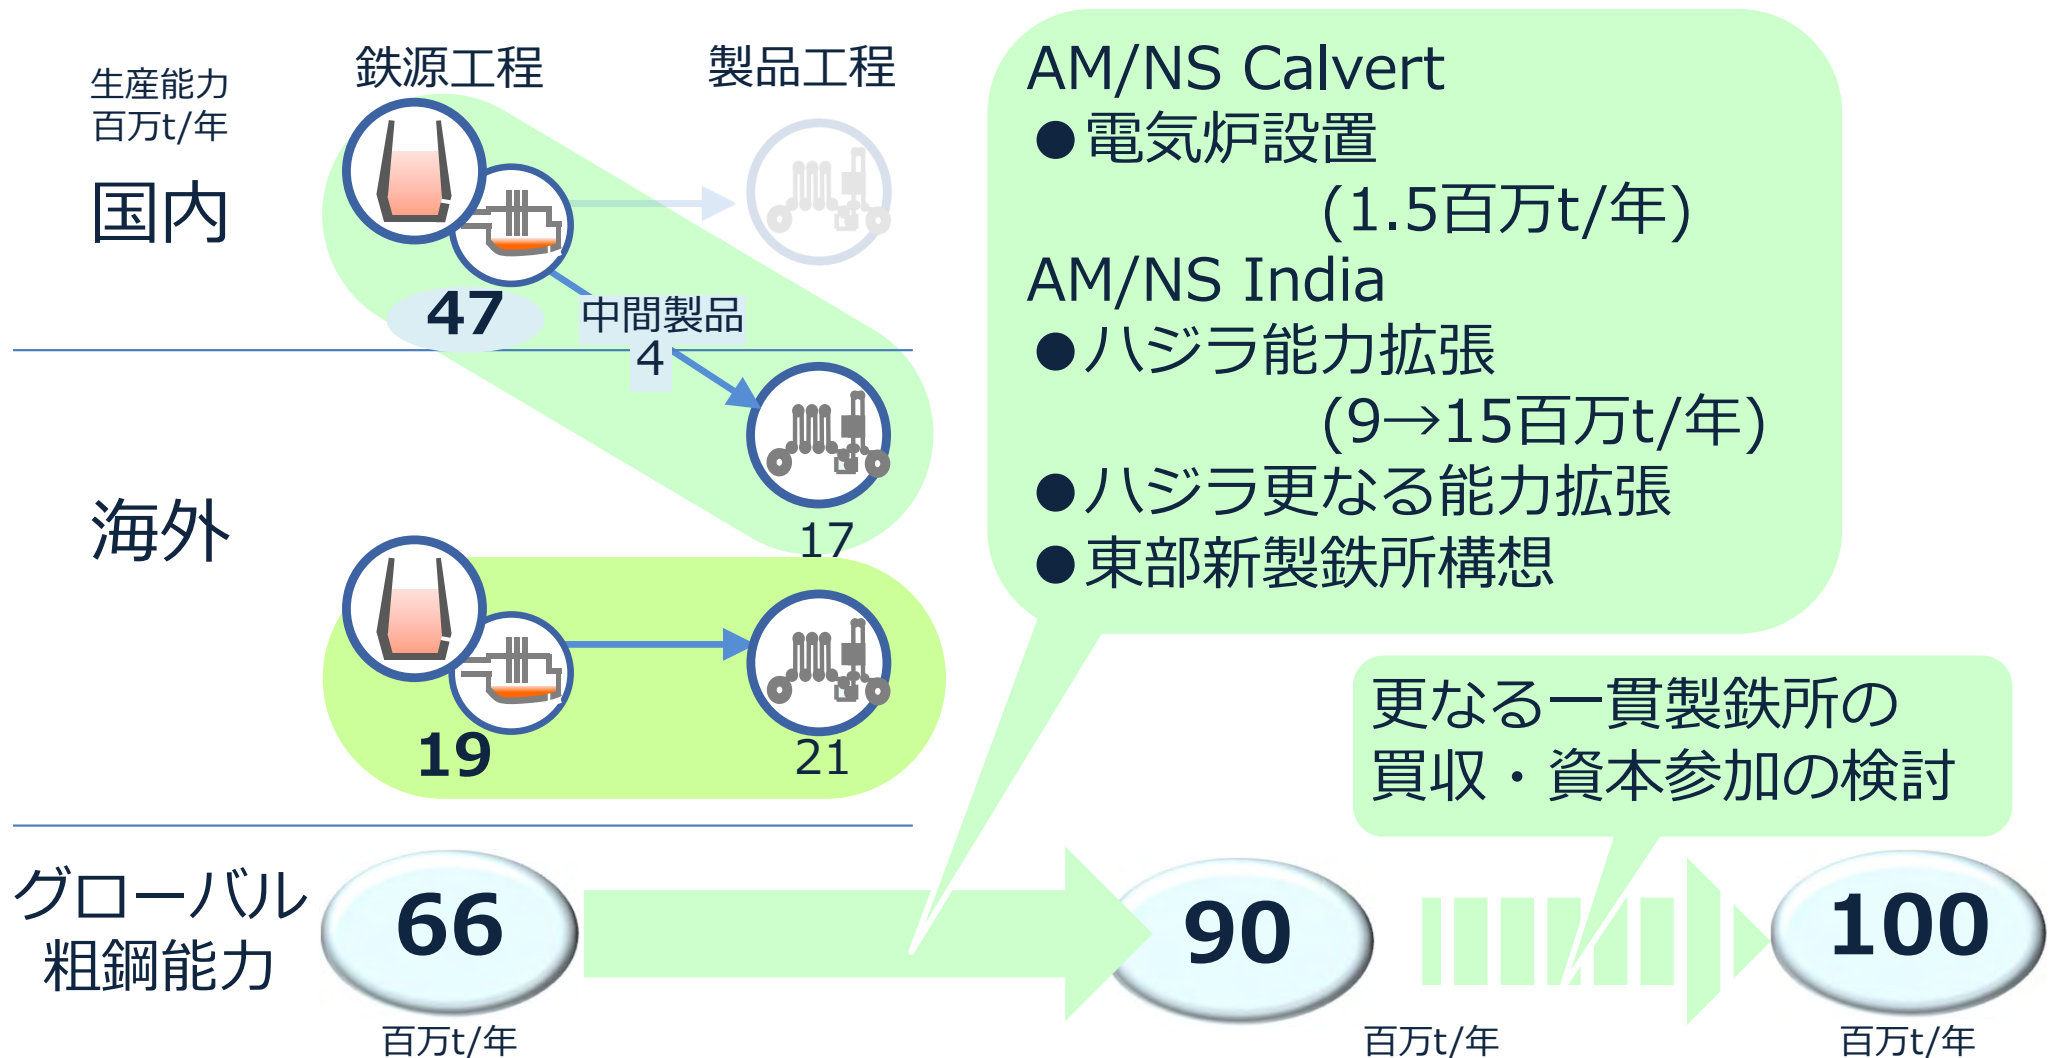 生産能力
百万t/年
鉄源工程
製品工程
国内
47
中間製品
4
海外
17
19
21
AM/NS Calvert
●電気炉設置
(1.5百万t/年)
AM/NS India
●ハジラ能力拡張
(9→15百万t/年)
●ハジラ更なる能力拡張
●東部新製鉄所構想
更なる一貫製鉄所の
買収・資本参加の検討
グローバル
粗鋼能力
66
百万t/年
90
百万t/年
100
百万t/年